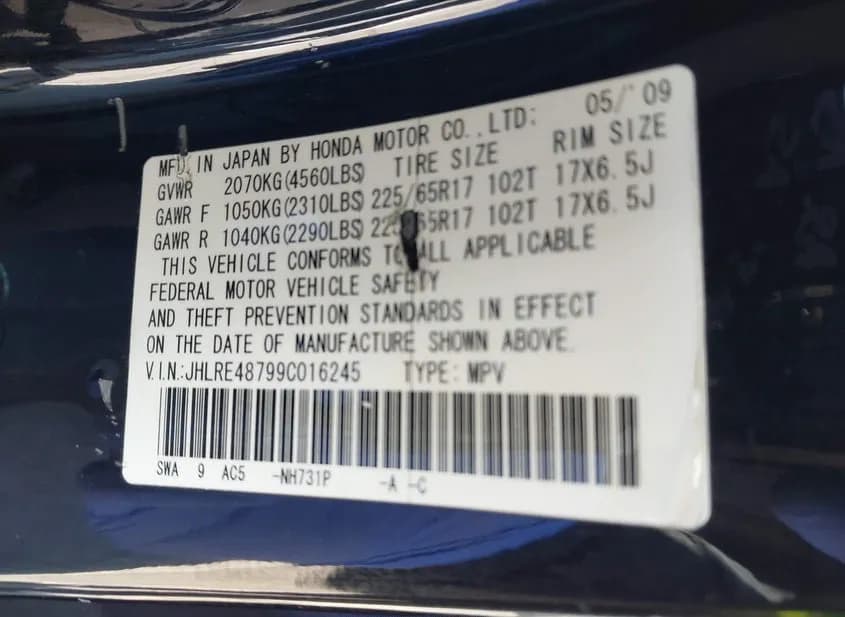 MFD. IN JAPAN BY HONDA MOTOR CO., LTD: 05/'09
GVWR 2070KG(4560LBS) TIRE SIZE RIM SIZE
GAWR F 1050KG(2310LBS) 225/65R17 102T 17X6.5J
GAWR R 1040KG(2290LBS) 225/65R17 102T 17X6.5J
THIS VEHICLE CONFORMS TO ALL APPLICABLE
FEDERAL MOTOR VEHICLE SAFETY
AND THEFT PREVENTION STANDARDS IN EFFECT
ON THE DATE OF MANUFACTURE SHOWN ABOVE.
V.I.N:JHLRE48799C016245 TYPE: MPV
SWA 9 AC5 -NH731P -A -C